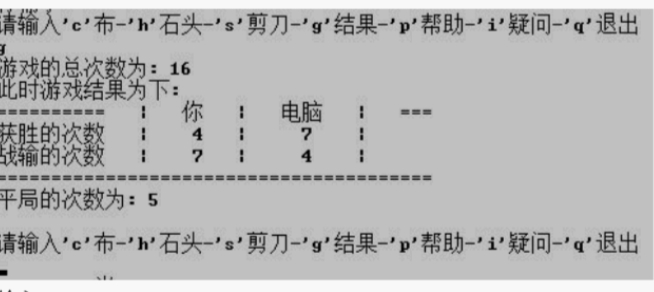 请输入'c'布-'h'石头-'s'剪刀-'g'结果-'p'帮助-'i'疑问-'q'退出
g
游戏的总次数为: 16
此时游戏结果为下:
========== ¦ 你 ¦ 电脑 ¦ ===
获胜的次数 ¦ 4 ¦ 7 ¦
战输的次数 ¦ 7 ¦ 4 ¦
=========================================
平局的次数为: 5
请输入'c'布-'h'石头-'s'剪刀-'g'结果-'p'帮助-'i'疑问-'q'退出